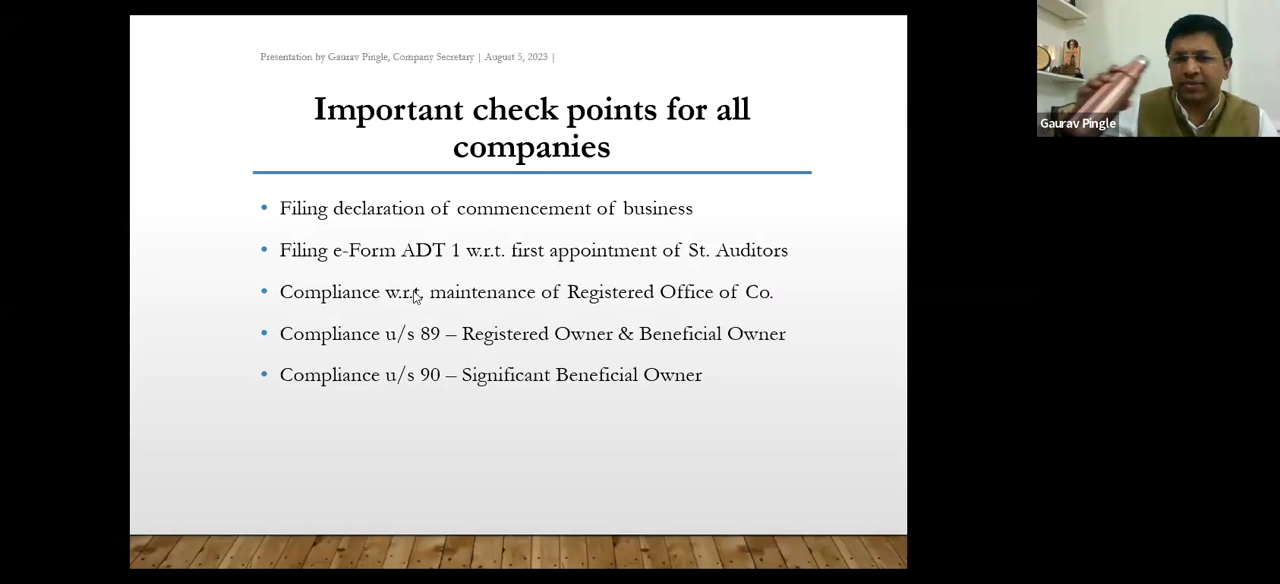 Presentation by Gaurav Pingle, Company Secretary | August 5, 2023 |
Important check points for all
companies
• Filing declaration of commencement of business
• Filing e-Form ADT 1 w.r.t. first appointment of St. Auditors
• Compliance w.r.t. maintenance of Registered Office of Co.
• Compliance u/s 89 – Registered Owner & Beneficial Owner
• Compliance u/s 90 – Significant Beneficial Owner
Gaurav Pingle